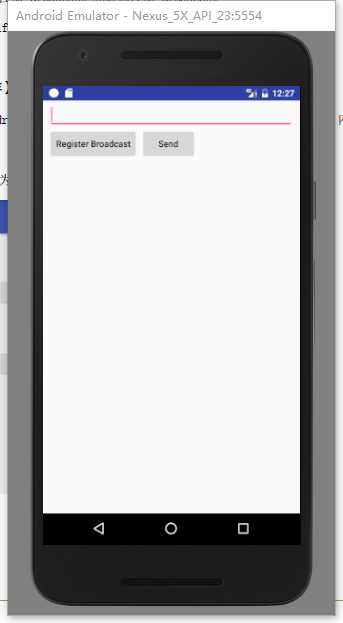 Android Emulator - Nexus_5X_API_23:5554
12:27
Register Broadcast
Send